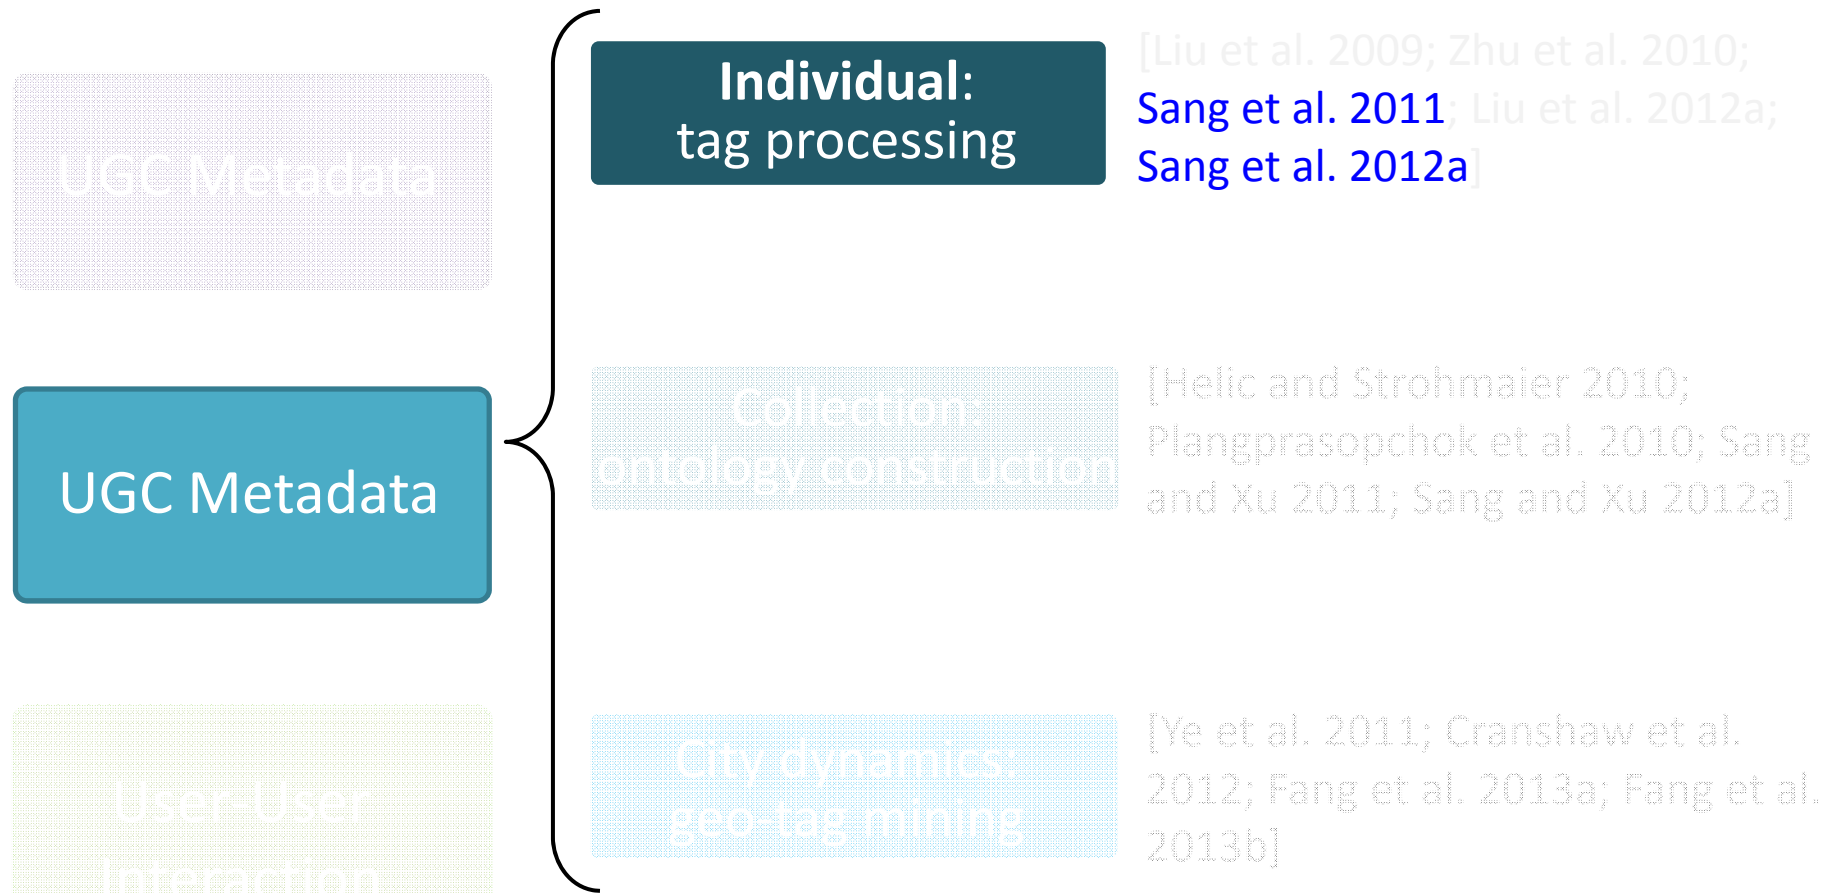 UGC Metadata
UGC Metadata
User-User
Interaction
Individual:
tag processing
[Liu et al. 2009; Zhu et al. 2010;
Sang et al. 2011; Liu et al. 2012a;
Sang et al. 2012a]
Collection:
ontology construction
[Helic and Strohmaier 2010;
Plangprasopchok et al. 2010; Sang
and Xu 2011; Sang and Xu 2012a]
City dynamics:
geo-tag mining
[Ye et al. 2011; Cranshaw et al.
2012; Fang et al. 2013a; Fang et al.
2013b]